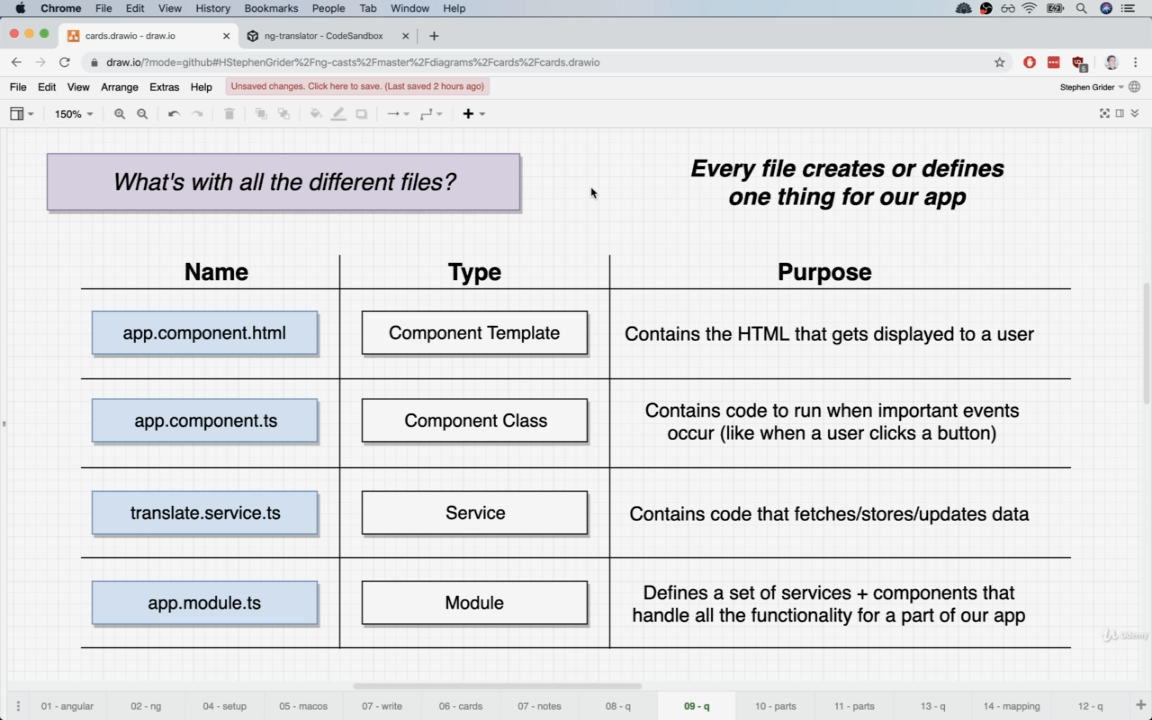 Chrome File Edit View History Bookmarks People Tab Window Help
cards.drawio - draw.io
ng-translator - CodeSandbox
draw.io/?mode=github#HStephenGrider%2Fng-casts%2Fmaster%2Fdiagrams%2Fcards%2Fcards.drawio
File Edit View Arrange Extras Help Unsaved changes. Click here to save. (Last saved 2 hours ago) Stephen Grider
150%
What's with all the different files?
Every file creates or defines
one thing for our app
Name Type Purpose
app.component.html Component Template Contains the HTML that gets displayed to a user
app.component.ts Component Class Contains code to run when important events
occur (like when a user clicks a button)
translate.service.ts Service Contains code that fetches/stores/updates data
app.module.ts Module Defines a set of services + components that
handle all the functionality for a part of our app
Udemy
01 - angular 02 - ng 04 - setup 05 - macos 07 - write 06 - cards 07 - notes 08 - q 09 - q 10 - parts 11 - parts 13 - q 14 - mapping 12 - q